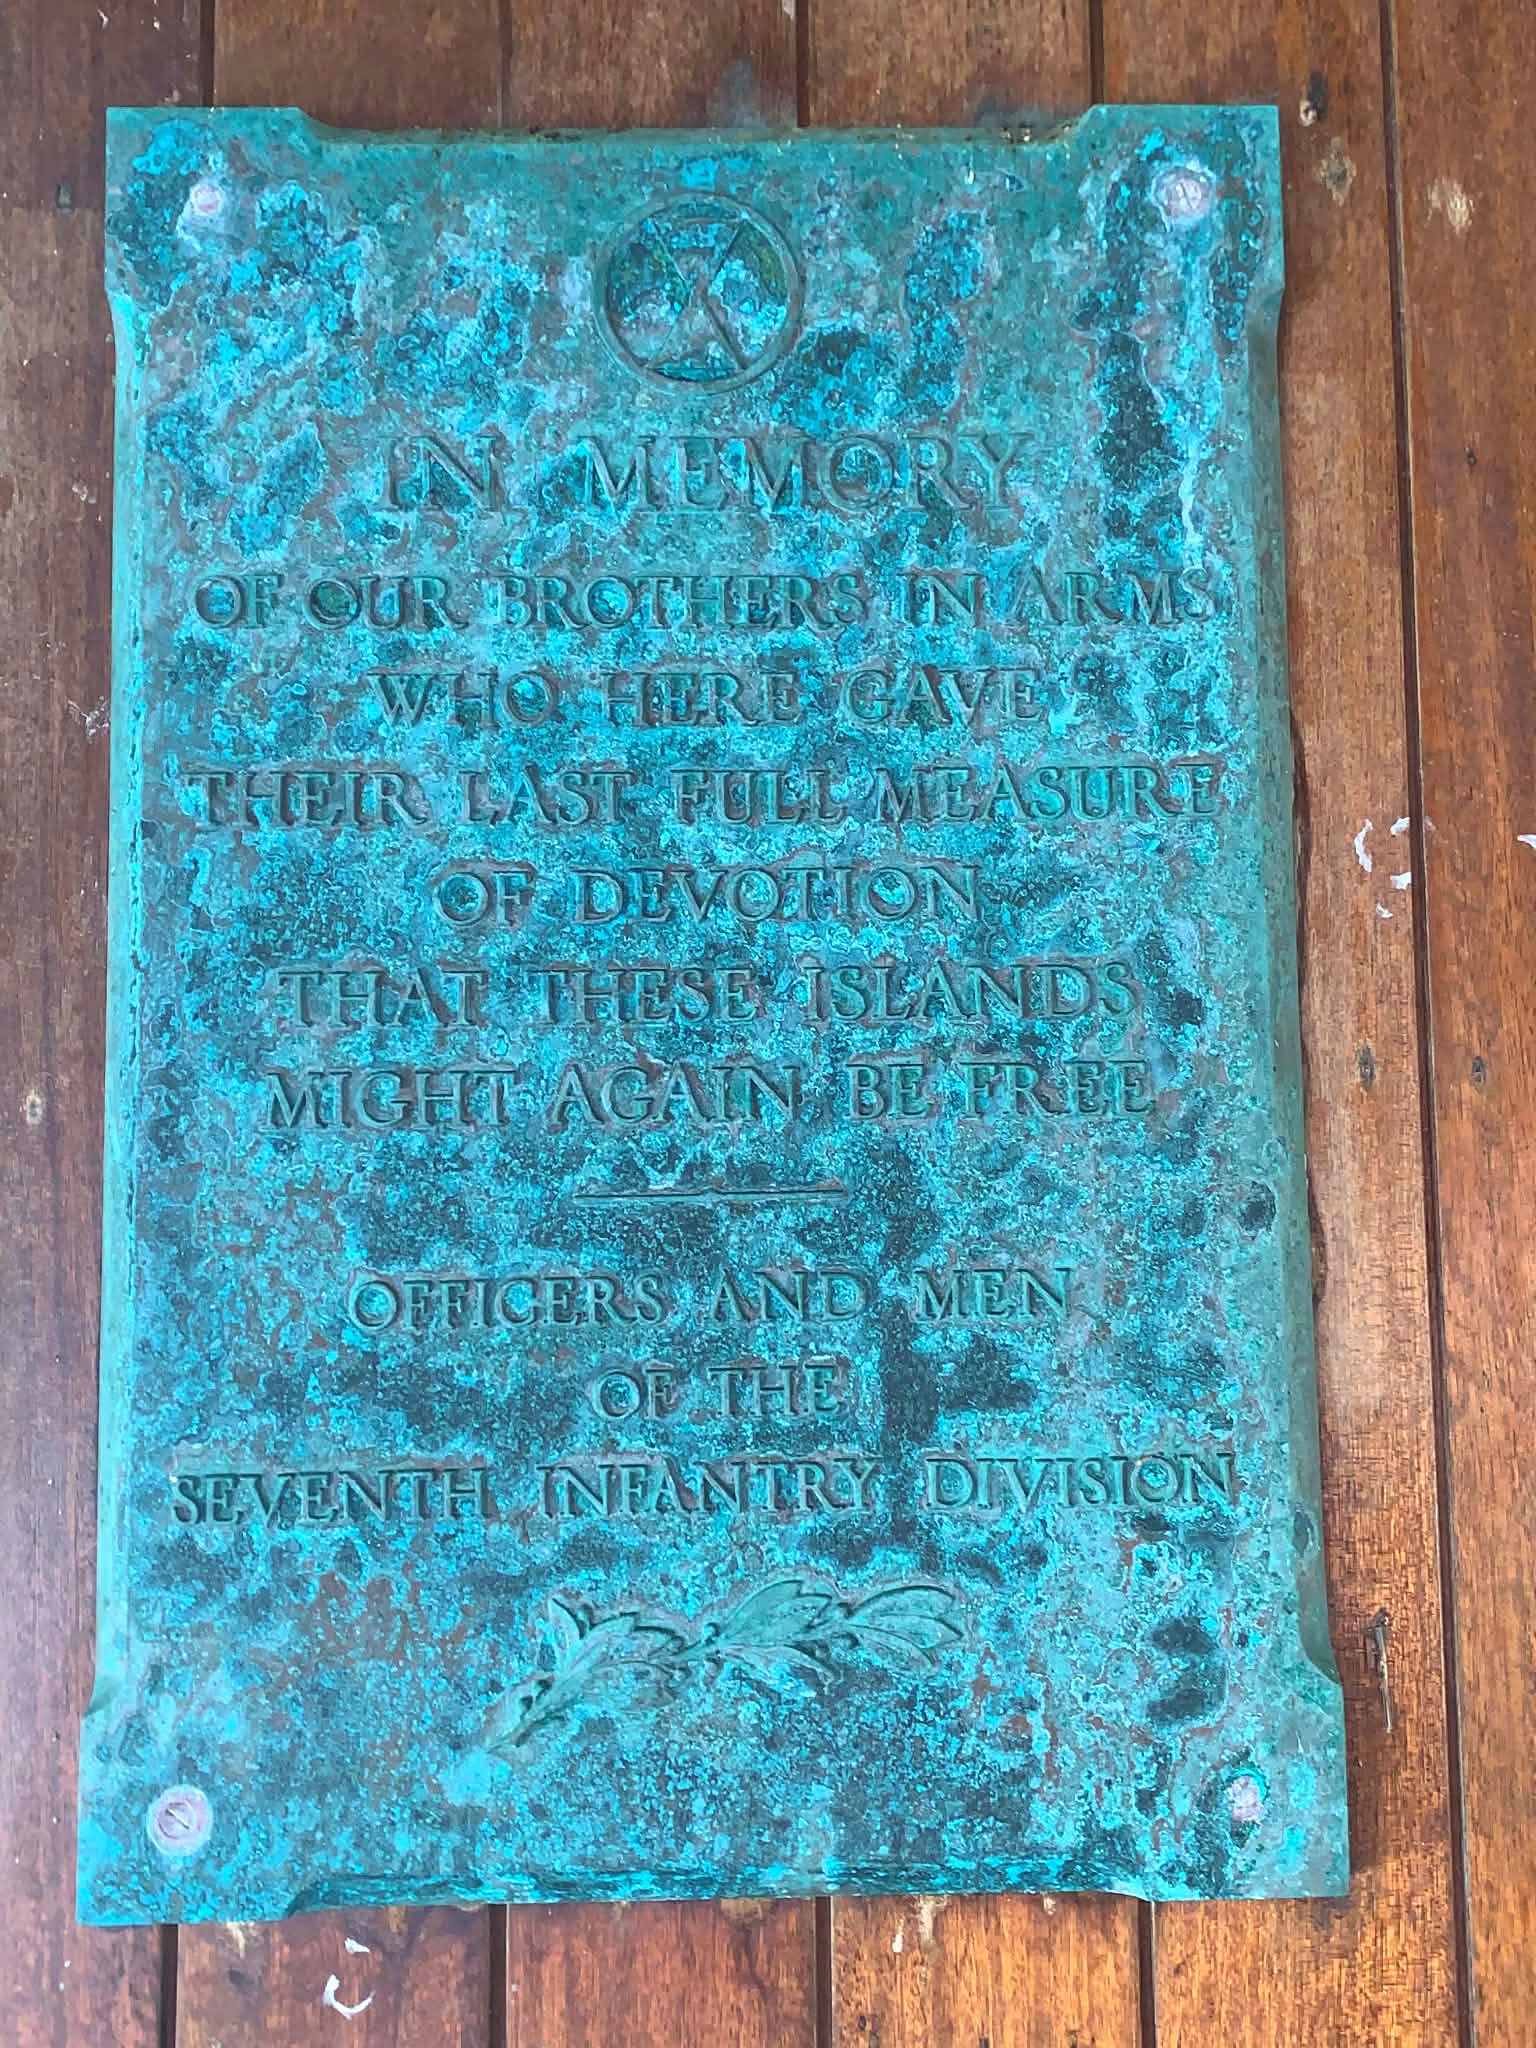 7
IN MEMORY
OF OUR BROTHERS IN ARMS
WHO HERE GAVE
THEIR LAST FULL MEASURE
OF DEVOTION
THAT THESE ISLANDS
MIGHT AGAIN BE FREE
OFFICERS AND MEN
OF THE
SEVENTH INFANTRY DIVISION